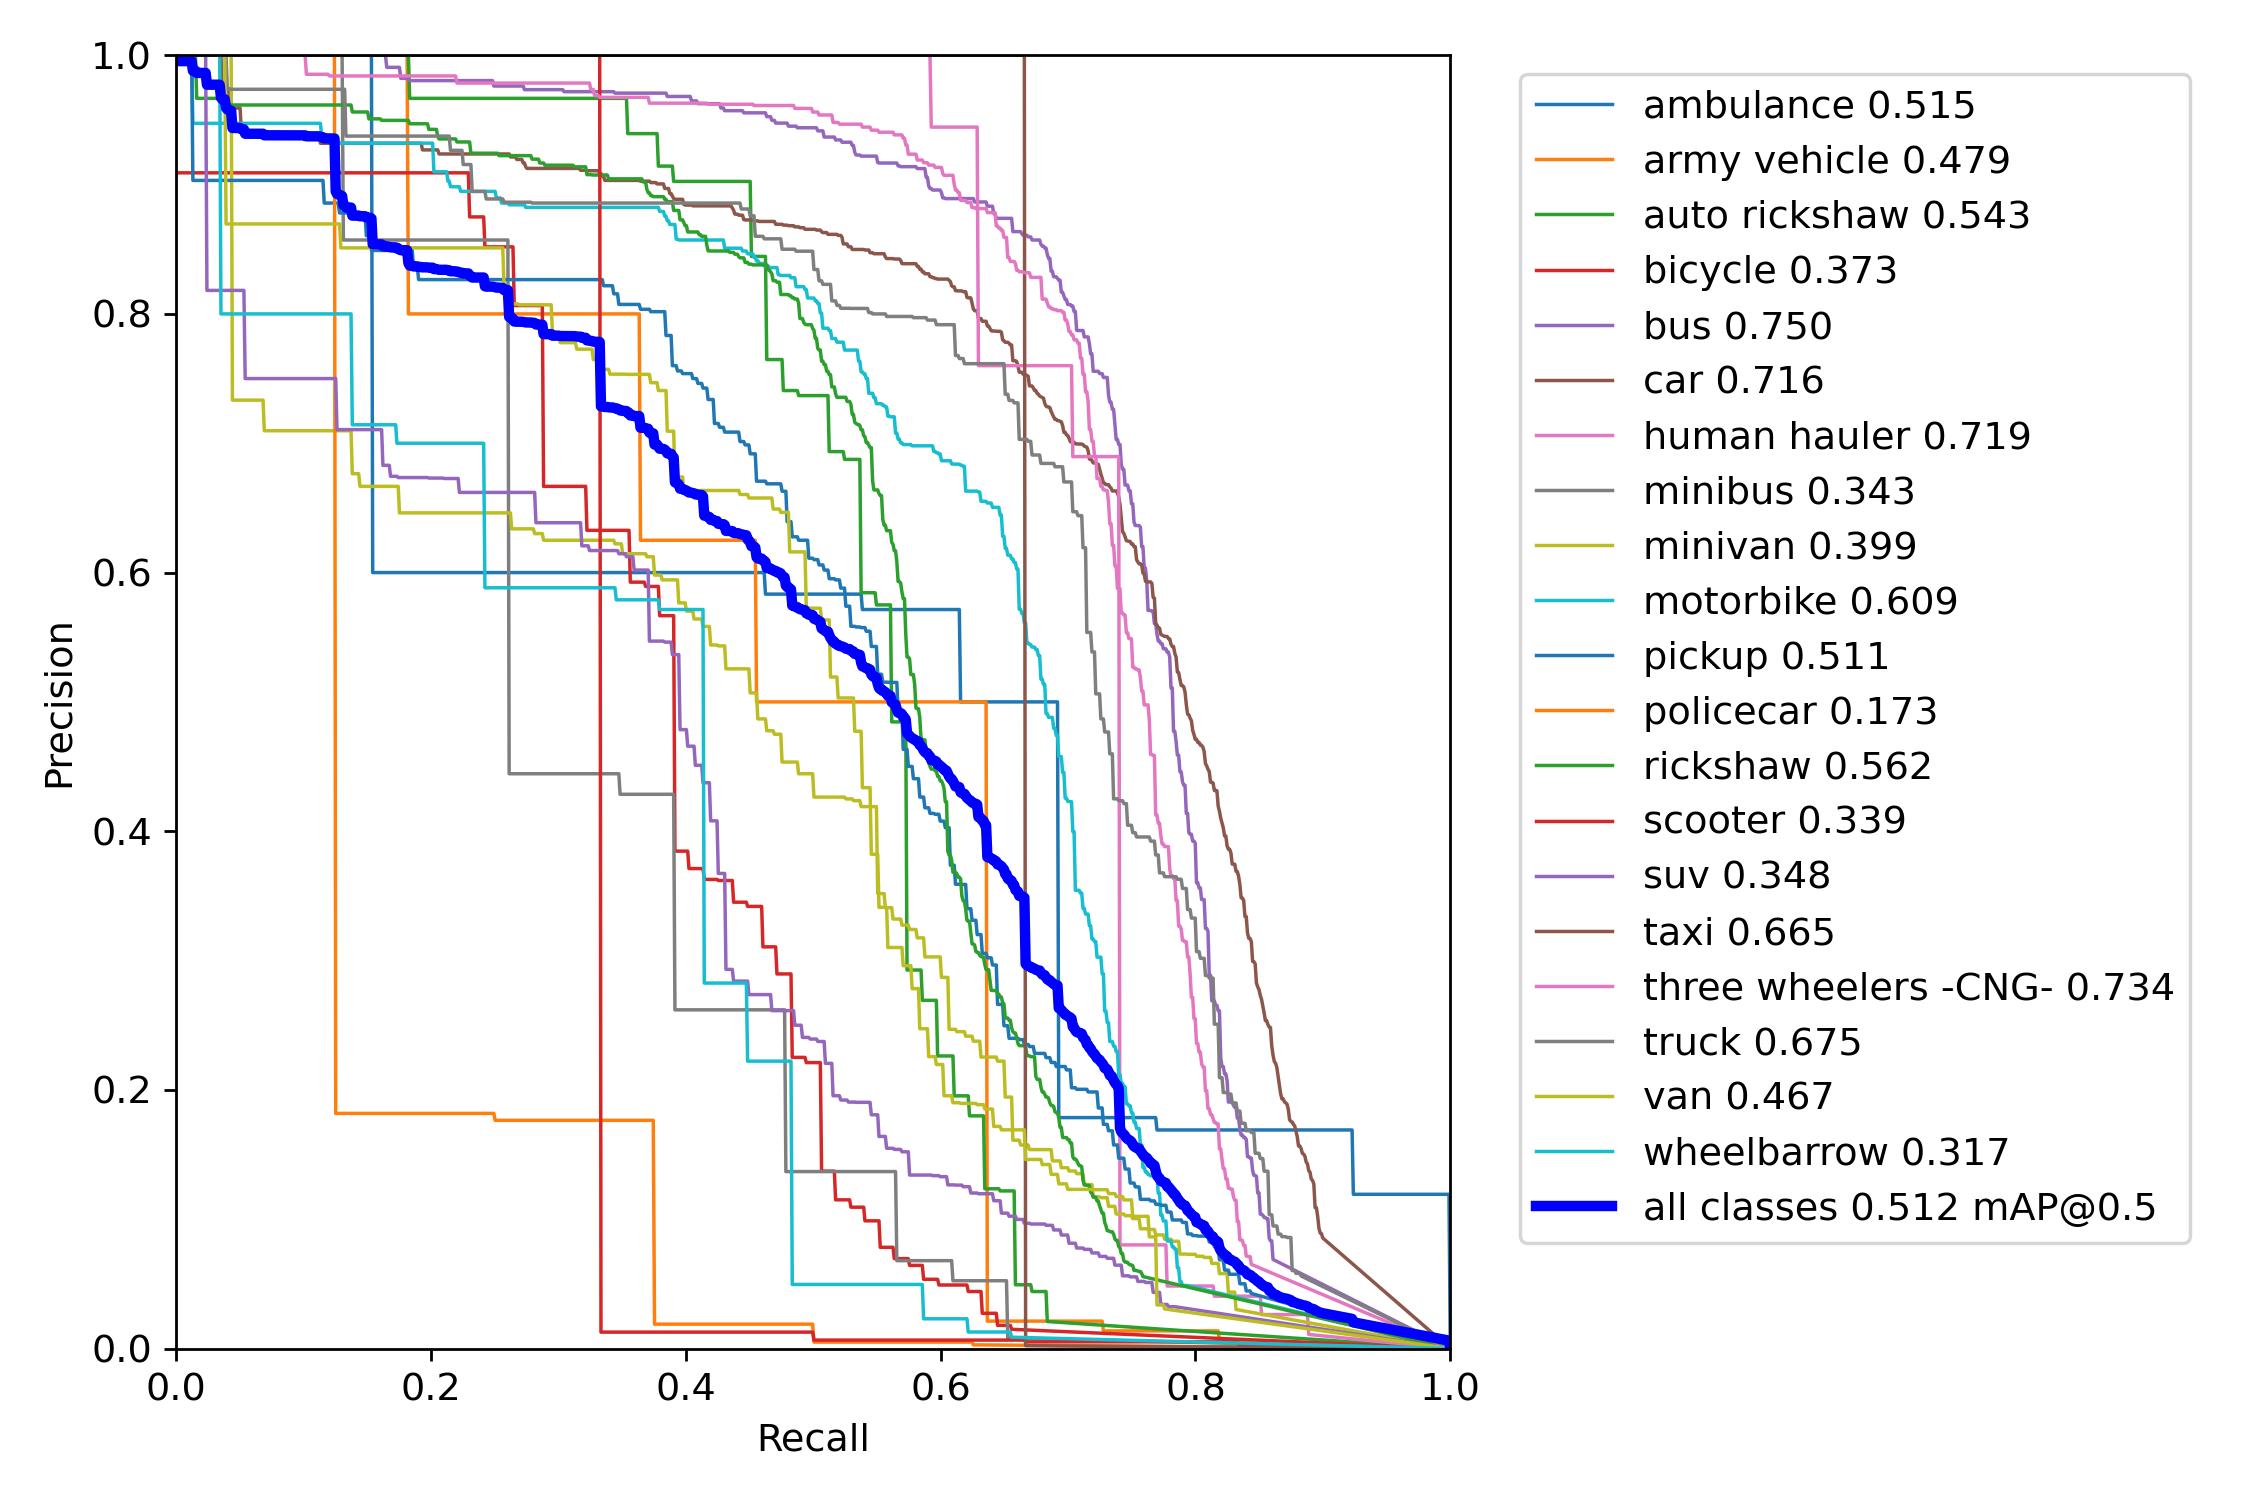 1.0
0.8
0.6
0.4
0.2
0.0
Precision
0.0 0.2 0.4 0.6 0.8 1.0
Recall
ambulance 0.515
army vehicle 0.479
auto rickshaw 0.543
bicycle 0.373
bus 0.750
car 0.716
human hauler 0.719
minibus 0.343
minivan 0.399
motorbike 0.609
pickup 0.511
policecar 0.173
rickshaw 0.562
scooter 0.339
suv 0.348
taxi 0.665
three wheelers -CNG- 0.734
truck 0.675
van 0.467
wheelbarrow 0.317
all classes 0.512 mAP@0.5